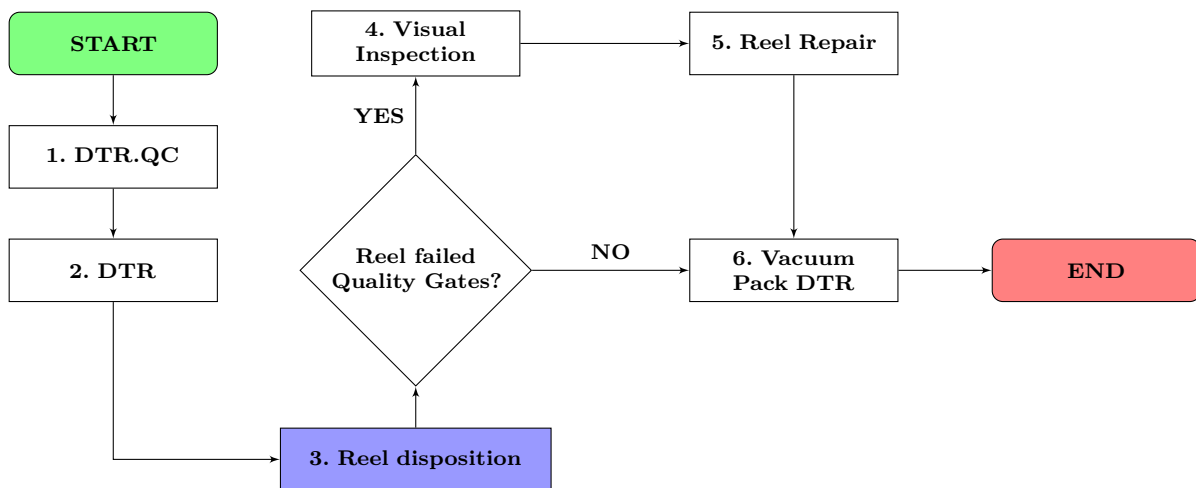 START
1. DTR.QC
2. DTR
3. Reel disposition
Reel failed
Quality Gates?
YES
4. Visual
Inspection
5. Reel Repair
NO
6. Vacuum
Pack DTR
END